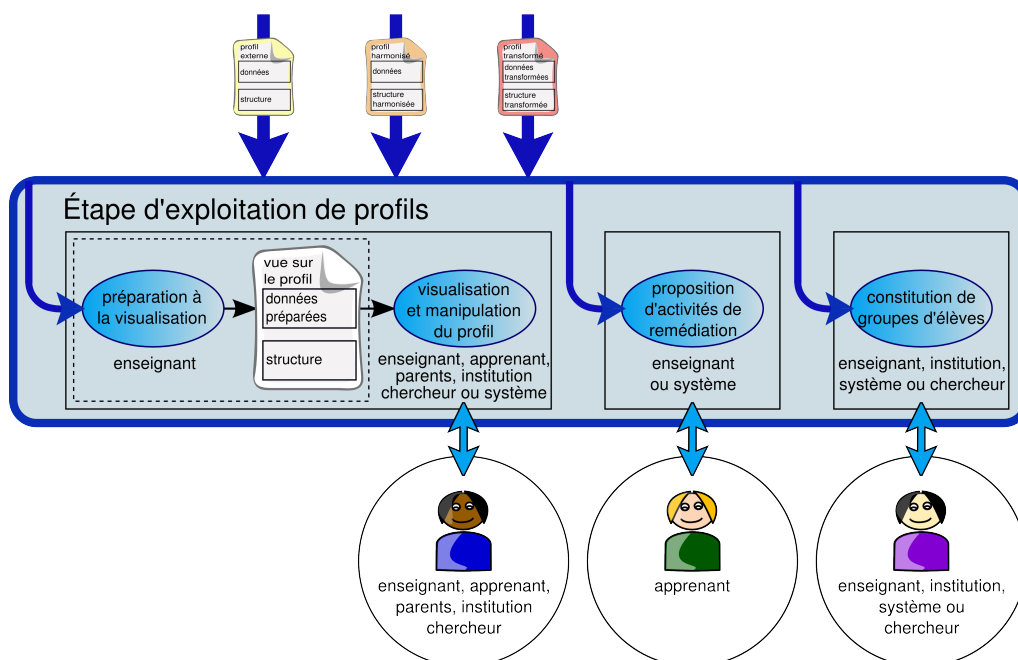 profil
externe
données
structure
profil
harmonisé
données
structure
harmonisée
profil
transformé
données
transformées
structure
transformée
Étape d'exploitation de profils
préparation à
la visualisation
enseignant
vue sur
le profil
données
préparées
structure
visualisation
et manipulation
du profil
enseignant, apprenant,
parents, institution
chercheur ou système
proposition
d'activités de
remédiation
enseignant
ou système
constitution de
groupes d'élèves
enseignant, institution,
système ou chercheur
enseignant, apprenant,
parents, institution
chercheur
apprenant
enseignant, institution,
système ou
chercheur